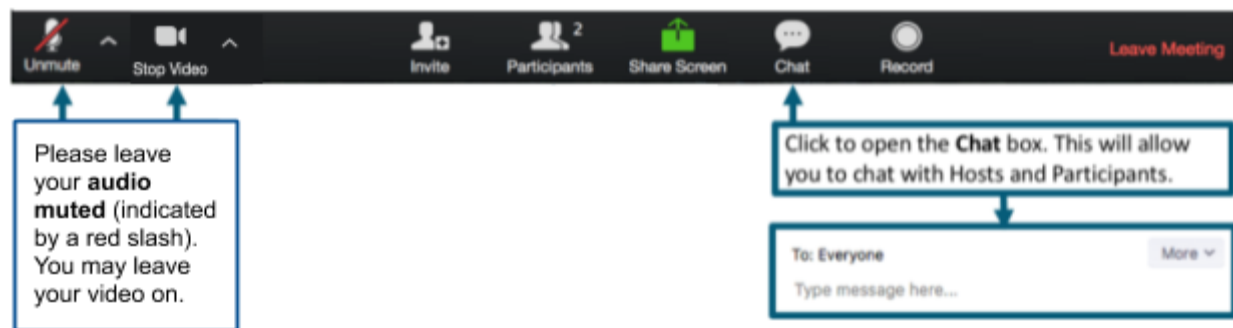 Unmute
Stop Video
Invite
Participants
2
Share Screen
Chat
Record
Leave Meeting
Please leave
your audio
muted (indicated
by a red slash).
You may leave
your video on.
Click to open the Chat box. This will allow
you to chat with Hosts and Participants.
To: Everyone
More
Type message here...